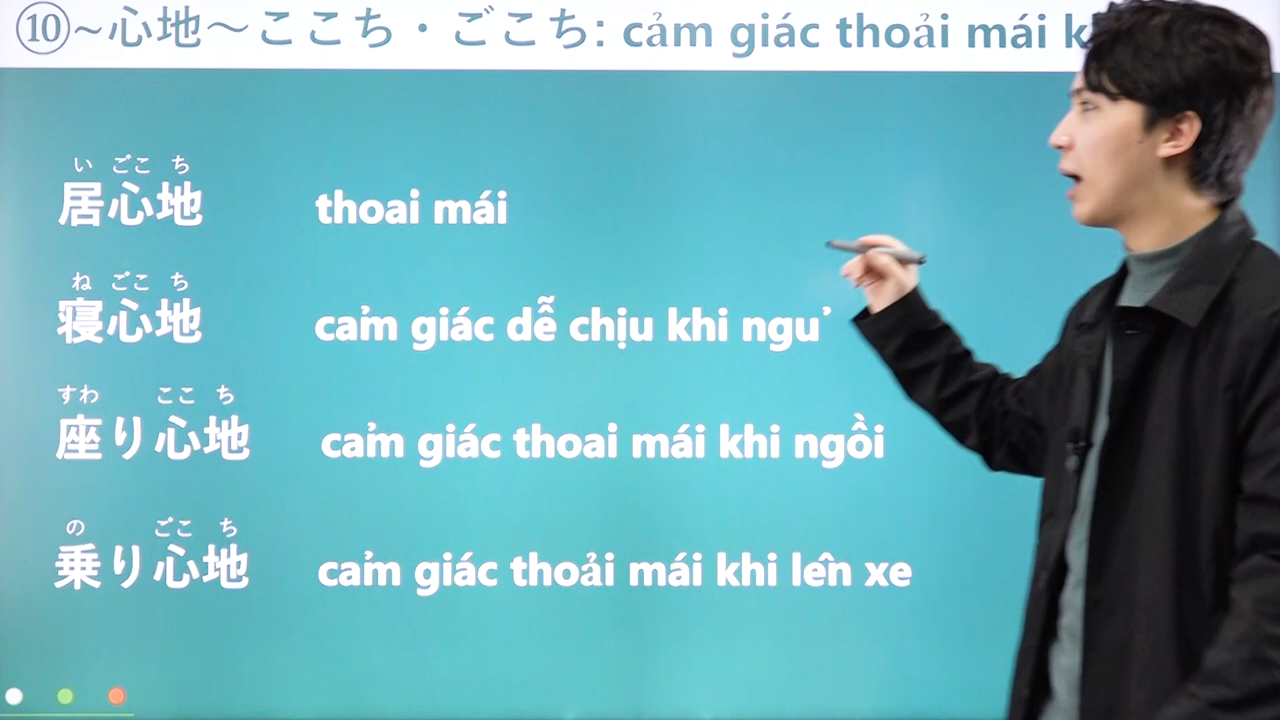 ⑩~心地～ここち・ごこち: cảm giác thoải mái
い ごこ ち
居心地 thoai mái
ね ごこ ち
寝心地 cảm giác dễ chịu khi ngủ
すわ ここ ち
座り心地 cảm giác thoai mái khi ngồi
の ごこ ち
乗り心地 cảm giác thoải mái khi lên xe